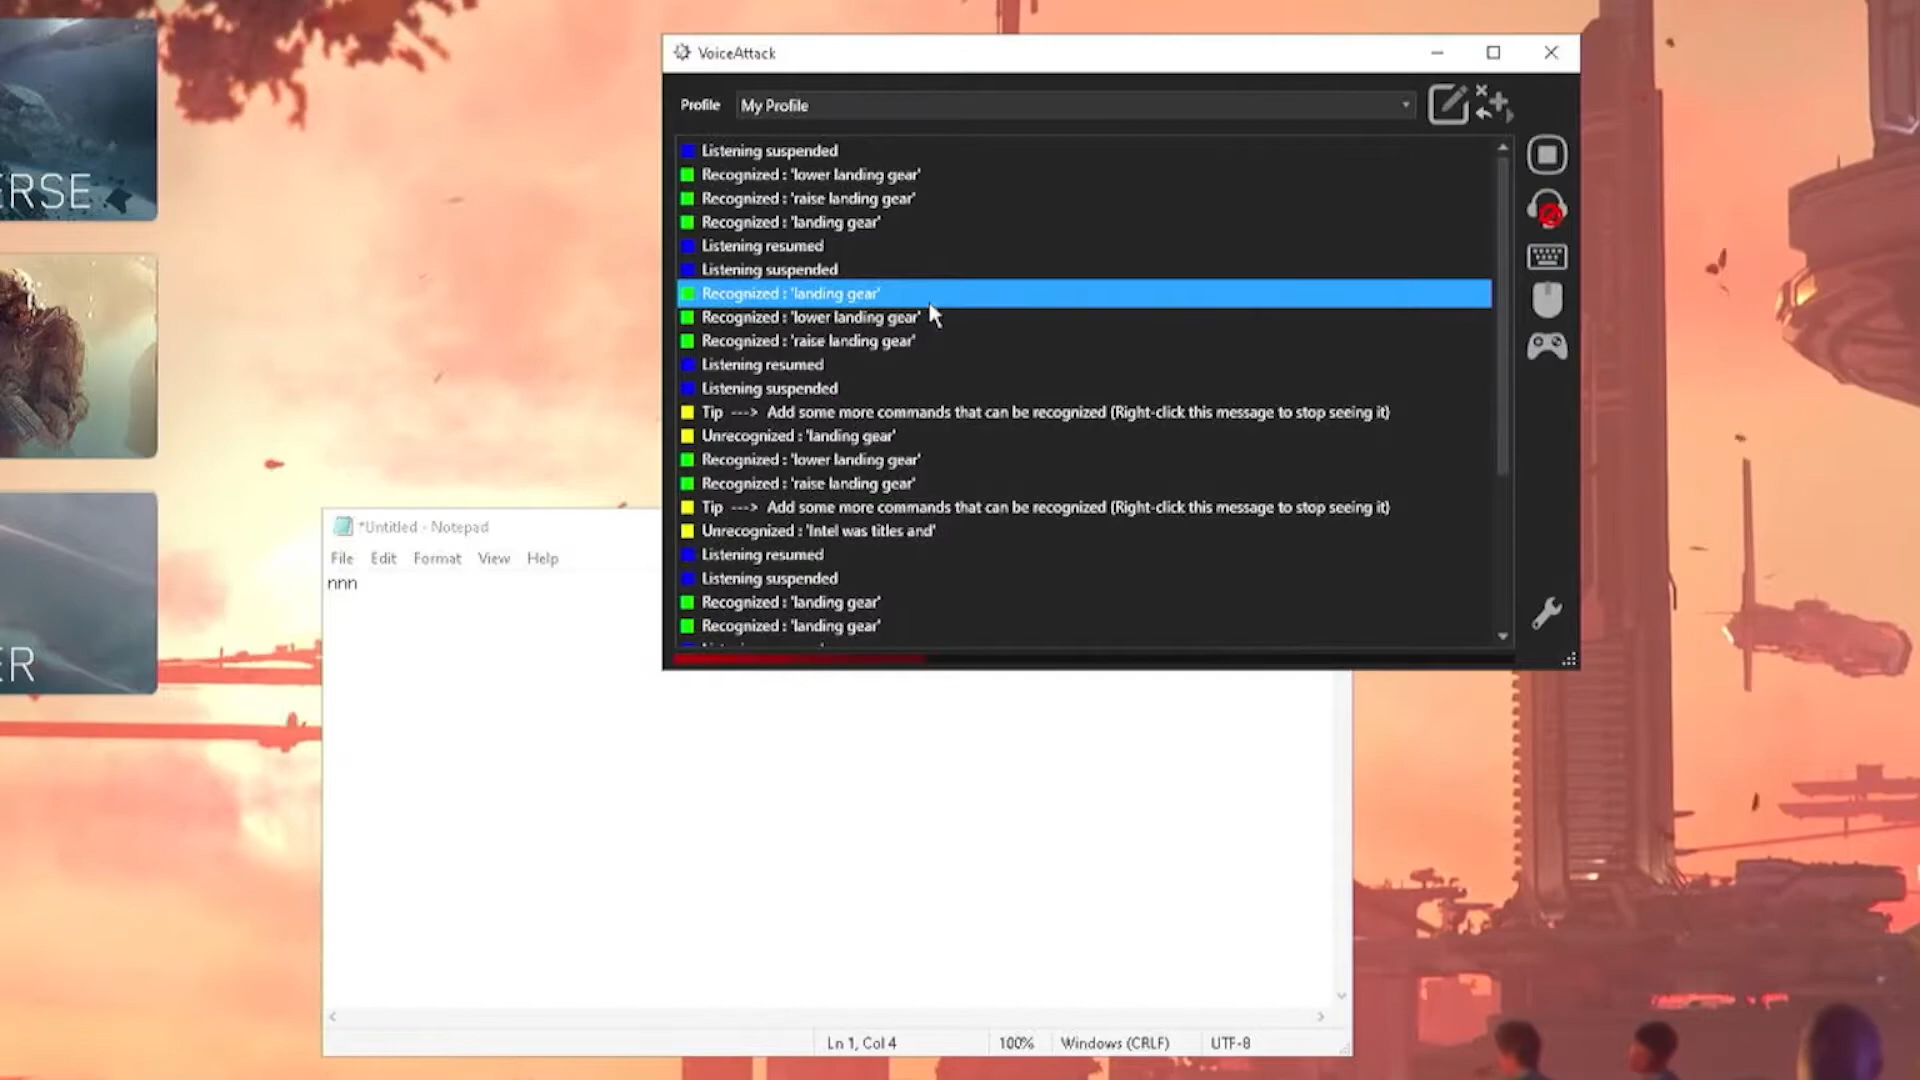 VoiceAttack
Profile My Profile
Listening suspended
Recognized : 'lower landing gear'
Recognized : 'raise landing gear'
Recognized : 'landing gear'
Listening resumed
Listening suspended
Recognized : 'landing gear'
Recognized : 'lower landing gear'
Recognized : 'raise landing gear'
Listening resumed
Listening suspended
Tip ---> Add some more commands that can be recognized (Right-click this message to stop seeing it)
Unrecognized : 'landing gear'
Recognized : 'lower landing gear'
Recognized : 'raise landing gear'
Tip ---> Add some more commands that can be recognized (Right-click this message to stop seeing it)
Unrecognized : 'Intel was titles and'
Listening resumed
Listening suspended
Recognized : 'landing gear'
Recognized : 'landing gear'
ERSE
ER
*Untitled - Notepad
File Edit Format View Help
nnn
Ln 1, Col 4 100% Windows (CRLF) UTF-8